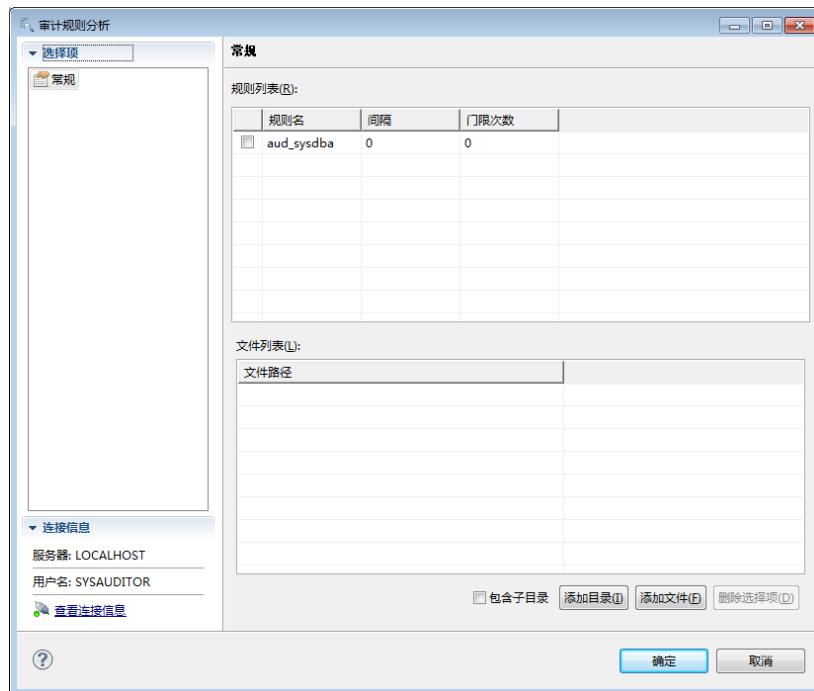 审计规则分析
选择项
常规
常规
规则列表(R):
规则名 间隔 门限次数
aud_sysdba 0 0
文件列表(L):
文件路径
连接信息
服务器: LOCALHOST
用户名: SYSAUDITOR
查看连接信息
包含子目录 添加目录(I) 添加文件(F) 删除选择项(D)
确定 取消